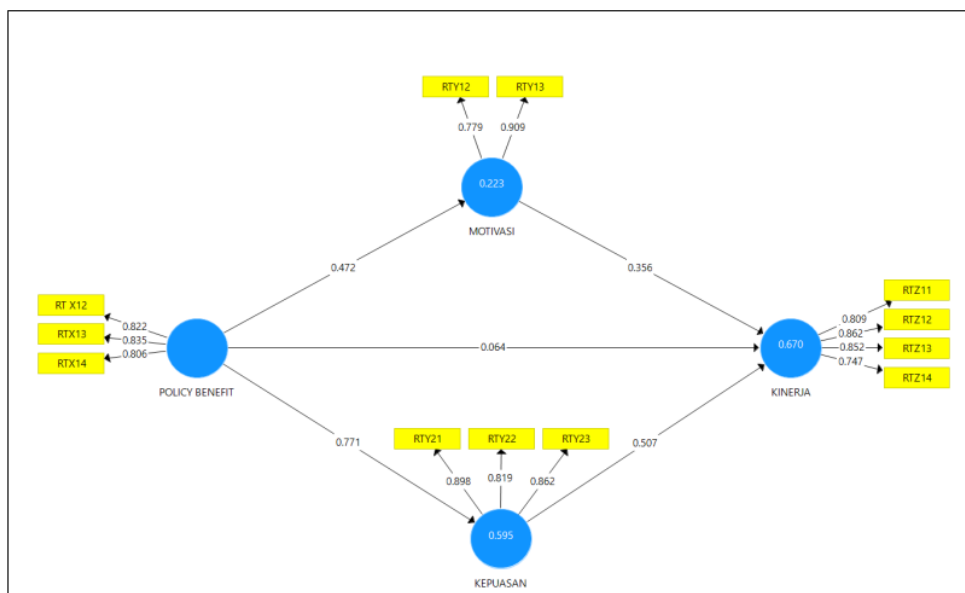 RTY12 RTY13
0.779 0.909
0.223
MOTIVASI
0.472 0.356
RT X12
RTX13
RTX14
0.822
0.835
0.806
POLICY BENEFIT
0.064
RTZ11
RTZ12
RTZ13
RTZ14
0.809
0.862
0.852
0.747
0.670
KINERJA
0.771 0.507
RTY21 RTY22 RTY23
0.898 0.819 0.862
0.595
KEPUASAN